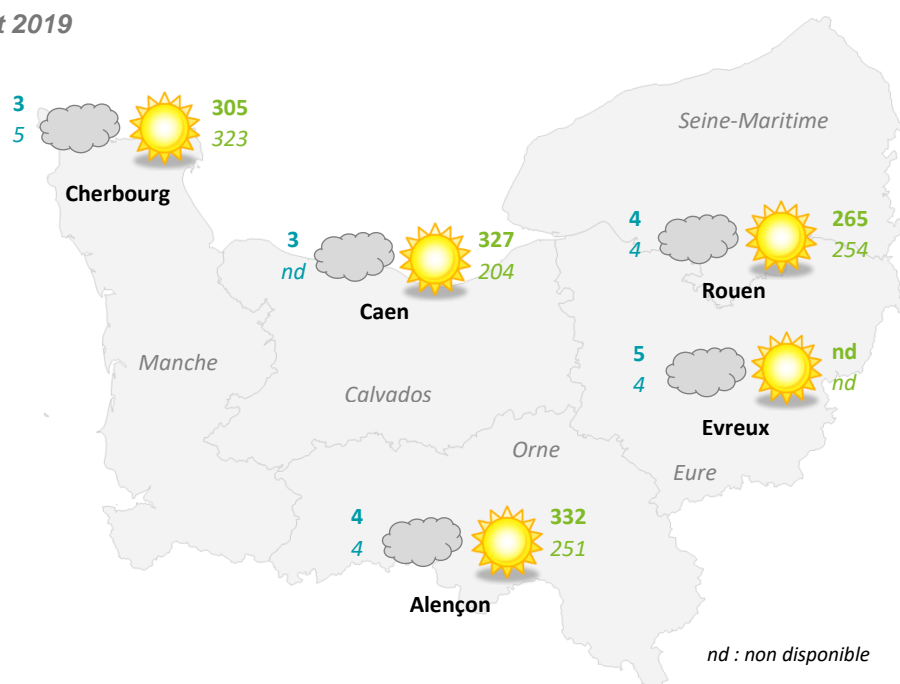 2019
3
305
5
323
Cherbourg
Seine-Maritime
3
327
nd
204
Caen
4
265
4
254
Rouen
Manche
5
nd
4
nd
Evreux
Calvados
Orne
Eure
4
332
4
251
Alençon
nd : non disponible